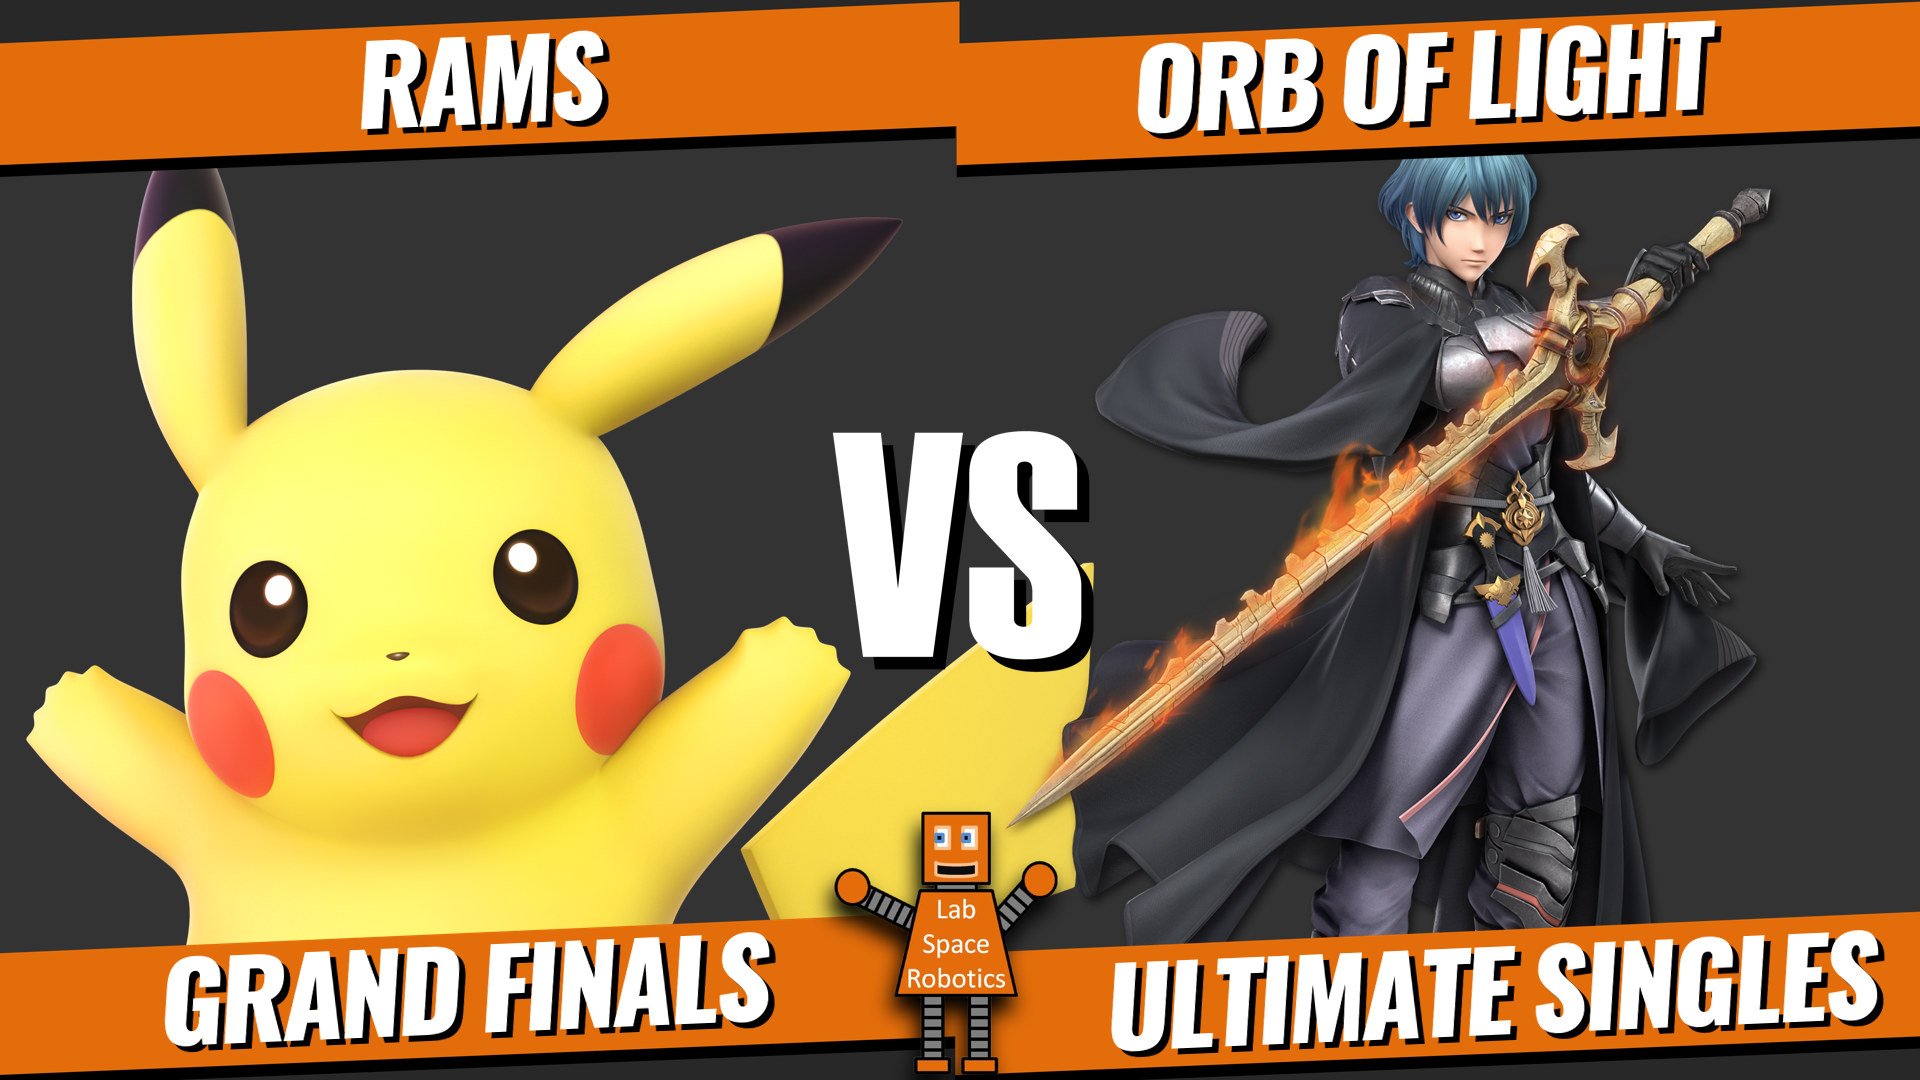 RAMS
ORB OF LIGHT
VS
Lab
Space
Robotics
GRAND FINALS
ULTIMATE SINGLES